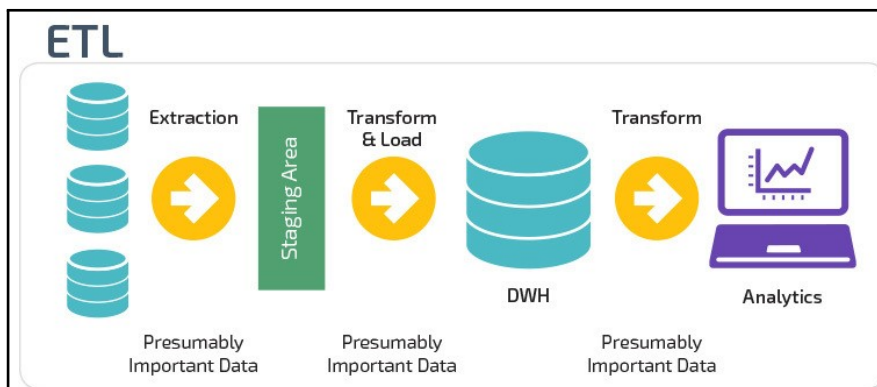 ETL
Extraction
Staging Area
Transform
& Load
Transform
DWH
Analytics
Presumably
Important Data
Presumably
Important Data
Presumably
Important Data